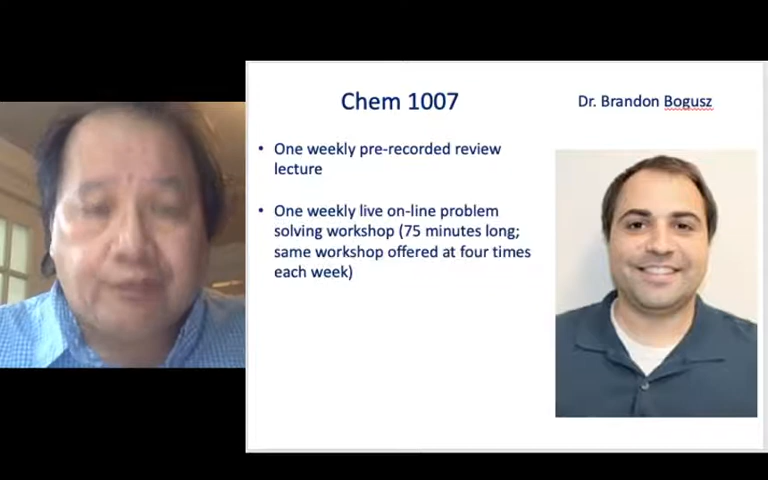 Chem 1007
Dr. Brandon Bogusz
• One weekly pre-recorded review
lecture
• One weekly live on-line problem
solving workshop (75 minutes long;
same workshop offered at four times
each week)